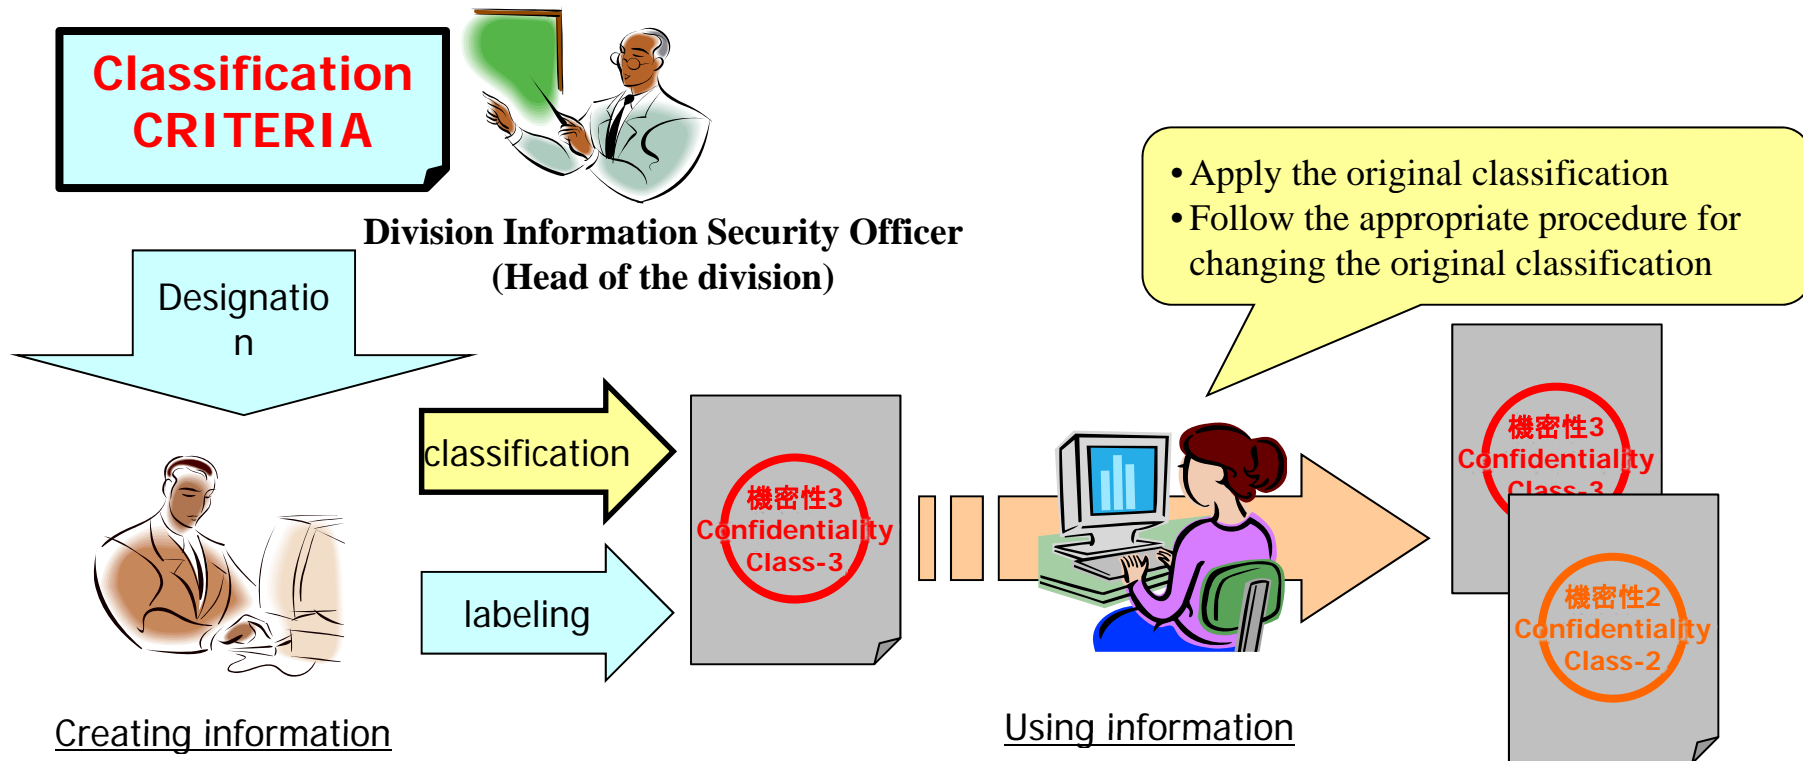 Classification
CRITERIA
Division Information Security Officer
(Head of the division)
Designatio
n
• Apply the original classification
• Follow the appropriate procedure for
changing the original classification
classification
labeling
機密性3
Confidentiality
Class-3
機密性3
Confidentiality
Class-3
機密性2
Confidentiality
Class-2
Creating information
Using information